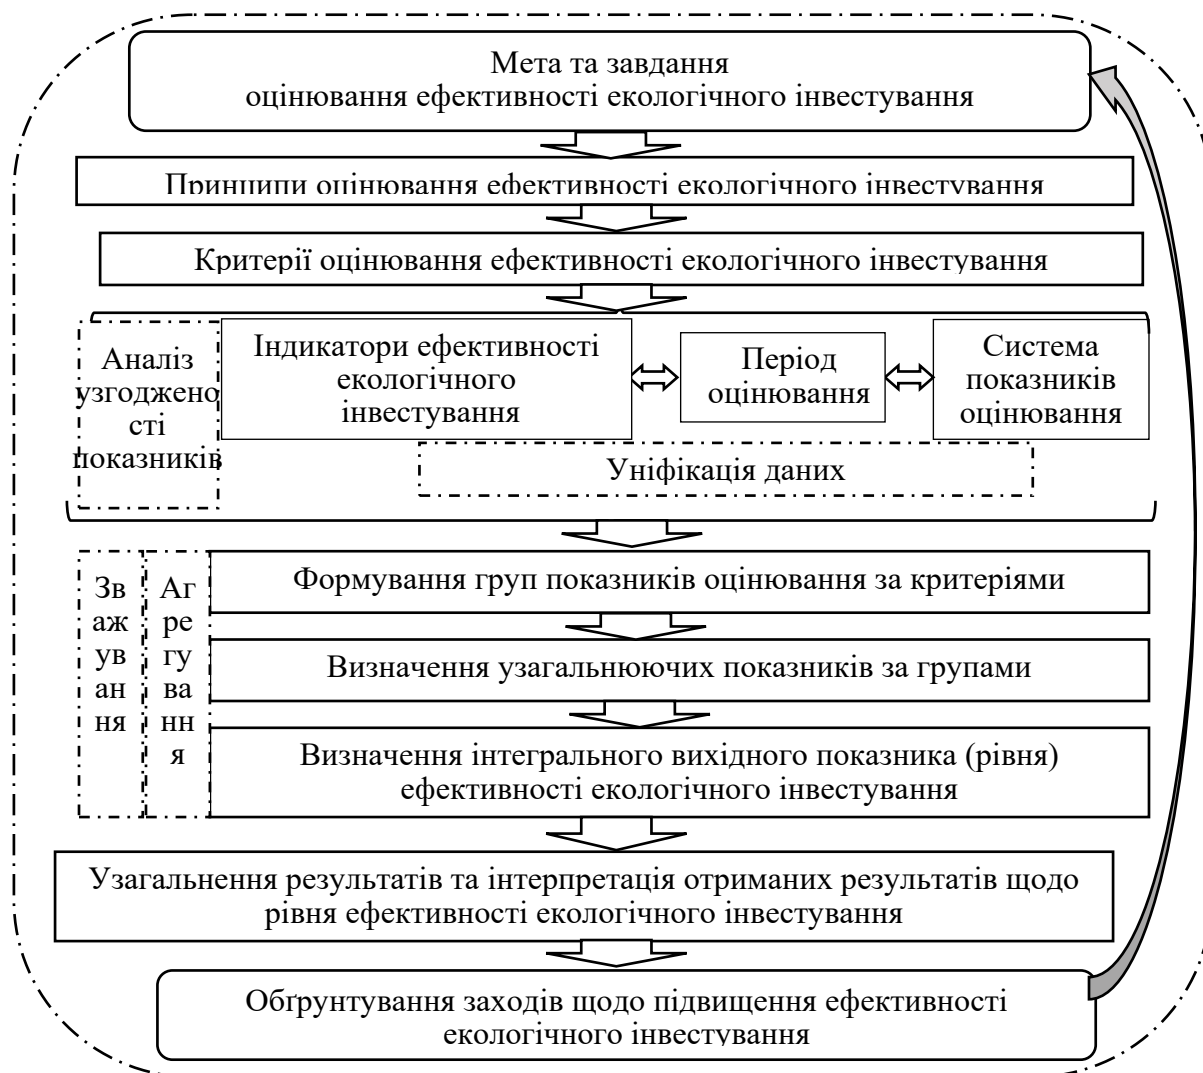 Мета та завдання
оцінювання ефективності екологічного інвестування
Принципи оцінювання ефективності екологічного інвестування
Критерії оцінювання ефективності екологічного інвестування
Аналіз
узгоджено
сті
показників
Індикатори ефективності
екологічного
інвестування
Період
оцінювання
Система
показників
оцінювання
Уніфікація даних
Зв
аж
ув
ан
ня
Аг
ре
гу
ва
нн
я
Формування груп показників оцінювання за критеріями
Визначення узагальнюючих показників за групами
Визначення інтегрального вихідного показника (рівня)
ефективності екологічного інвестування
Узагальнення результатів та інтерпретація отриманих результатів щодо
рівня ефективності екологічного інвестування
Обґрунтування заходів щодо підвищення ефективності
екологічного інвестування